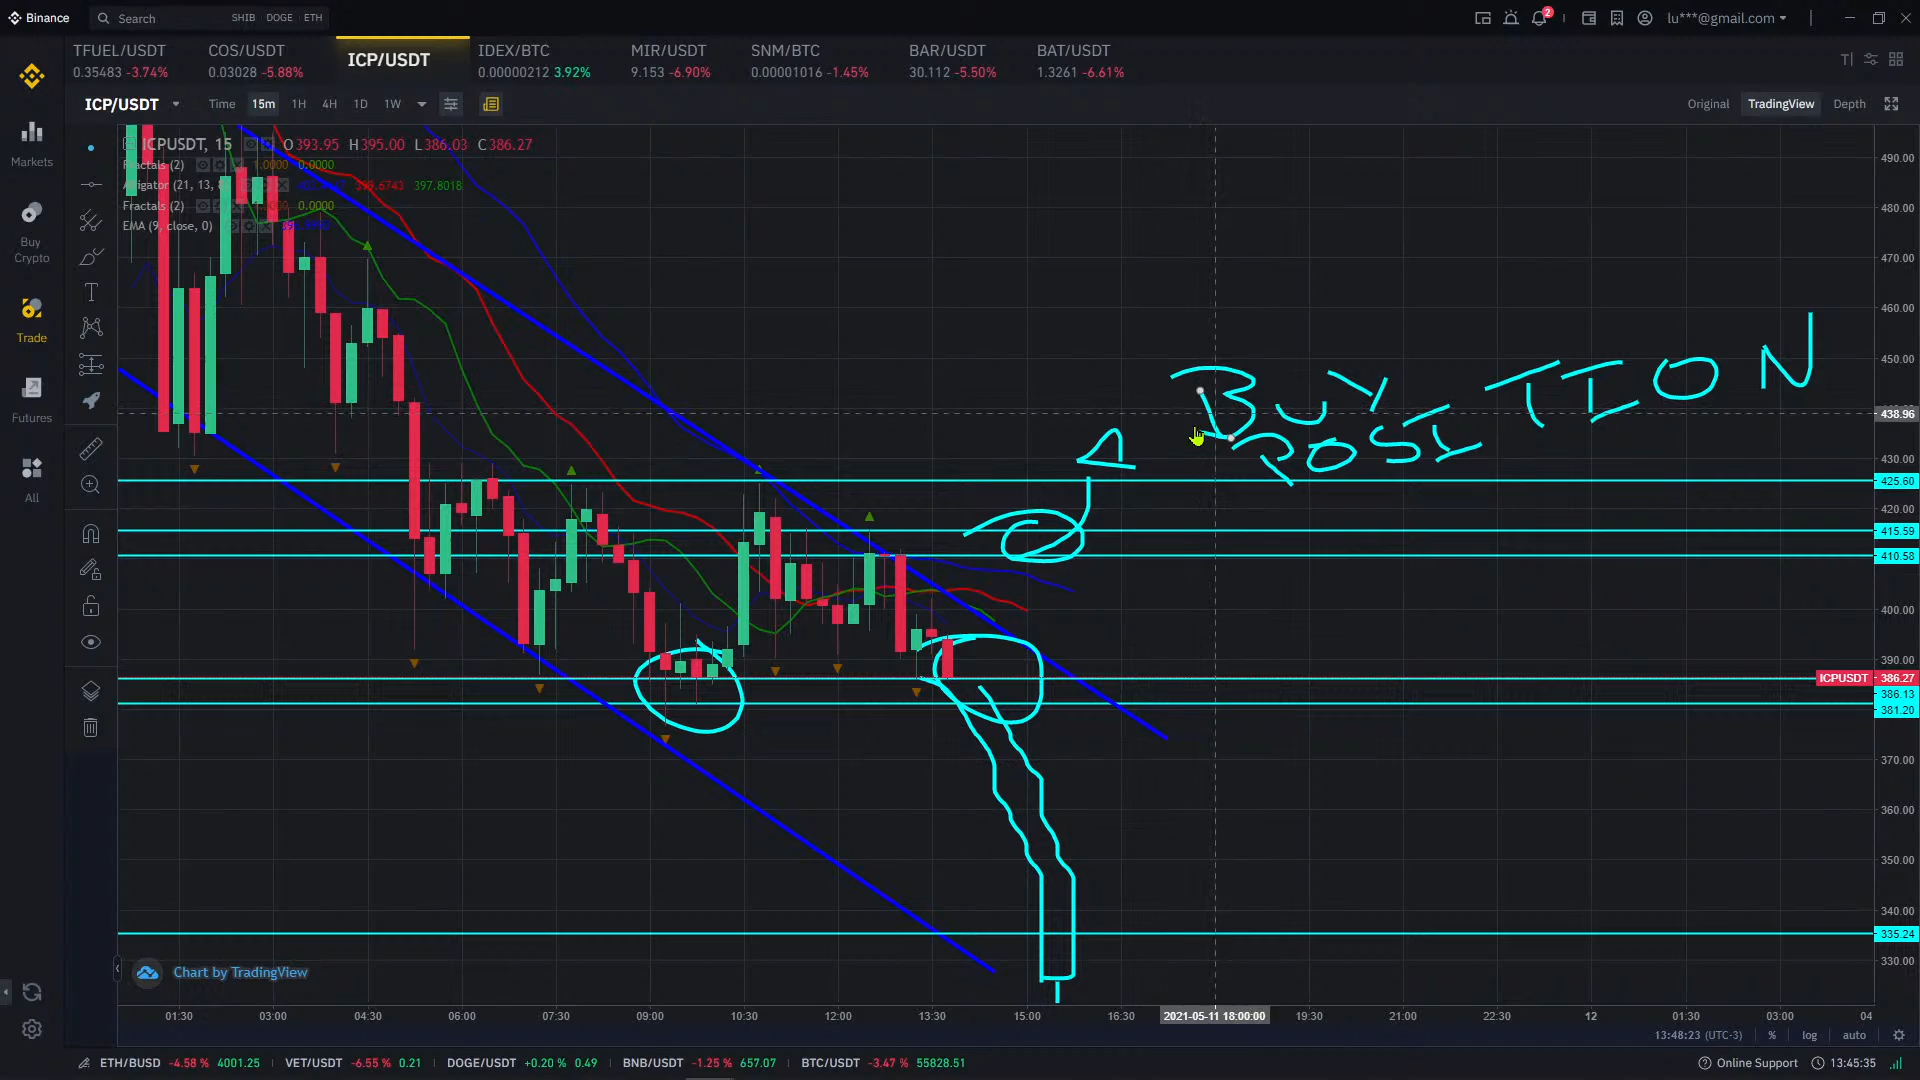 Binance
Search
SHIB DOGE ETH
2
lu***@gmail.com
TFUEL/USDT
0.35483 -3.74%
COS/USDT
0.03028 -5.88%
ICP/USDT
IDEX/BTC
0.00000212 3.92%
MIR/USDT
9.153 -6.90%
SNM/BTC
0.00001016 -1.45%
BAR/USDT
30.112 -5.50%
BAT/USDT
1.3261 -6.61%
ICP/USDT Time 15m 1H 4H 1D 1W
Original TradingView Depth
Markets
Buy
Crypto
Trade
Futures
All
ICPUSDT, 15 O393.95 H395.00 L386.03 C386.27
Fractals (2) 0.0000
Alligator (21, 13, 397.8018
Fractals (2) 0.0000
EMA (9, close, 0)
BUY
POSITION
490.00
480.00
470.00
460.00
450.00
438.96
430.00
425.60
420.00
415.59
410.58
400.00
390.00
ICPUSDT 386.27
386.13
381.20
370.00
360.00
350.00
340.00
335.24
330.00
Chart by TradingView
01:30 03:00 04:30 06:00 07:30 09:00 10:30 12:00 13:30 15:00 16:30 2021-05-11 18:00:00 19:30 21:00 22:30 12 01:30 03:00 04
13:48:23 (UTC-3) % log auto
ETH/BUSD -4.58 % 4001.25 VET/USDT -6.55 % 0.21 DOGE/USDT +0.20 % 0.49 BNB/USDT -1.25 % 657.07 BTC/USDT -3.47 % 55828.51
Online Support 13:45:35